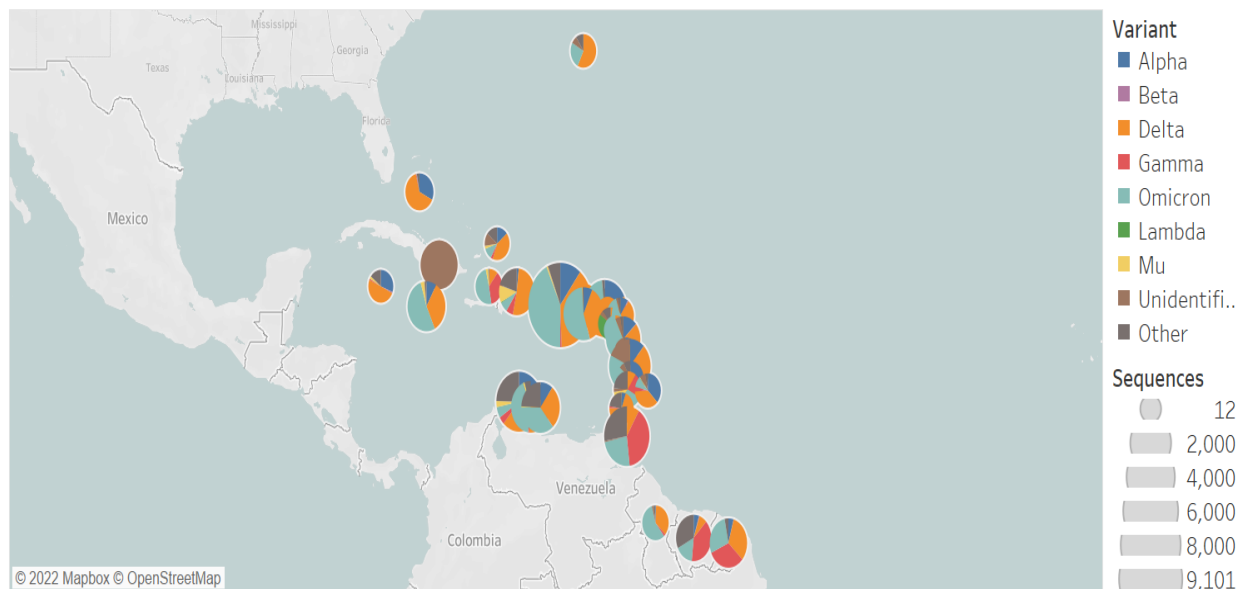 Mississippi
Georgia
Texas
Louisiana
Florida
Mexico
Venezuela
Colombia
© 2022 Mapbox © OpenStreetMap
Variant
Alpha
Beta
Delta
Gamma
Omicron
Lambda
Mu
Unidentifi..
Other
Sequences
12
2,000
4,000
6,000
8,000
9,101